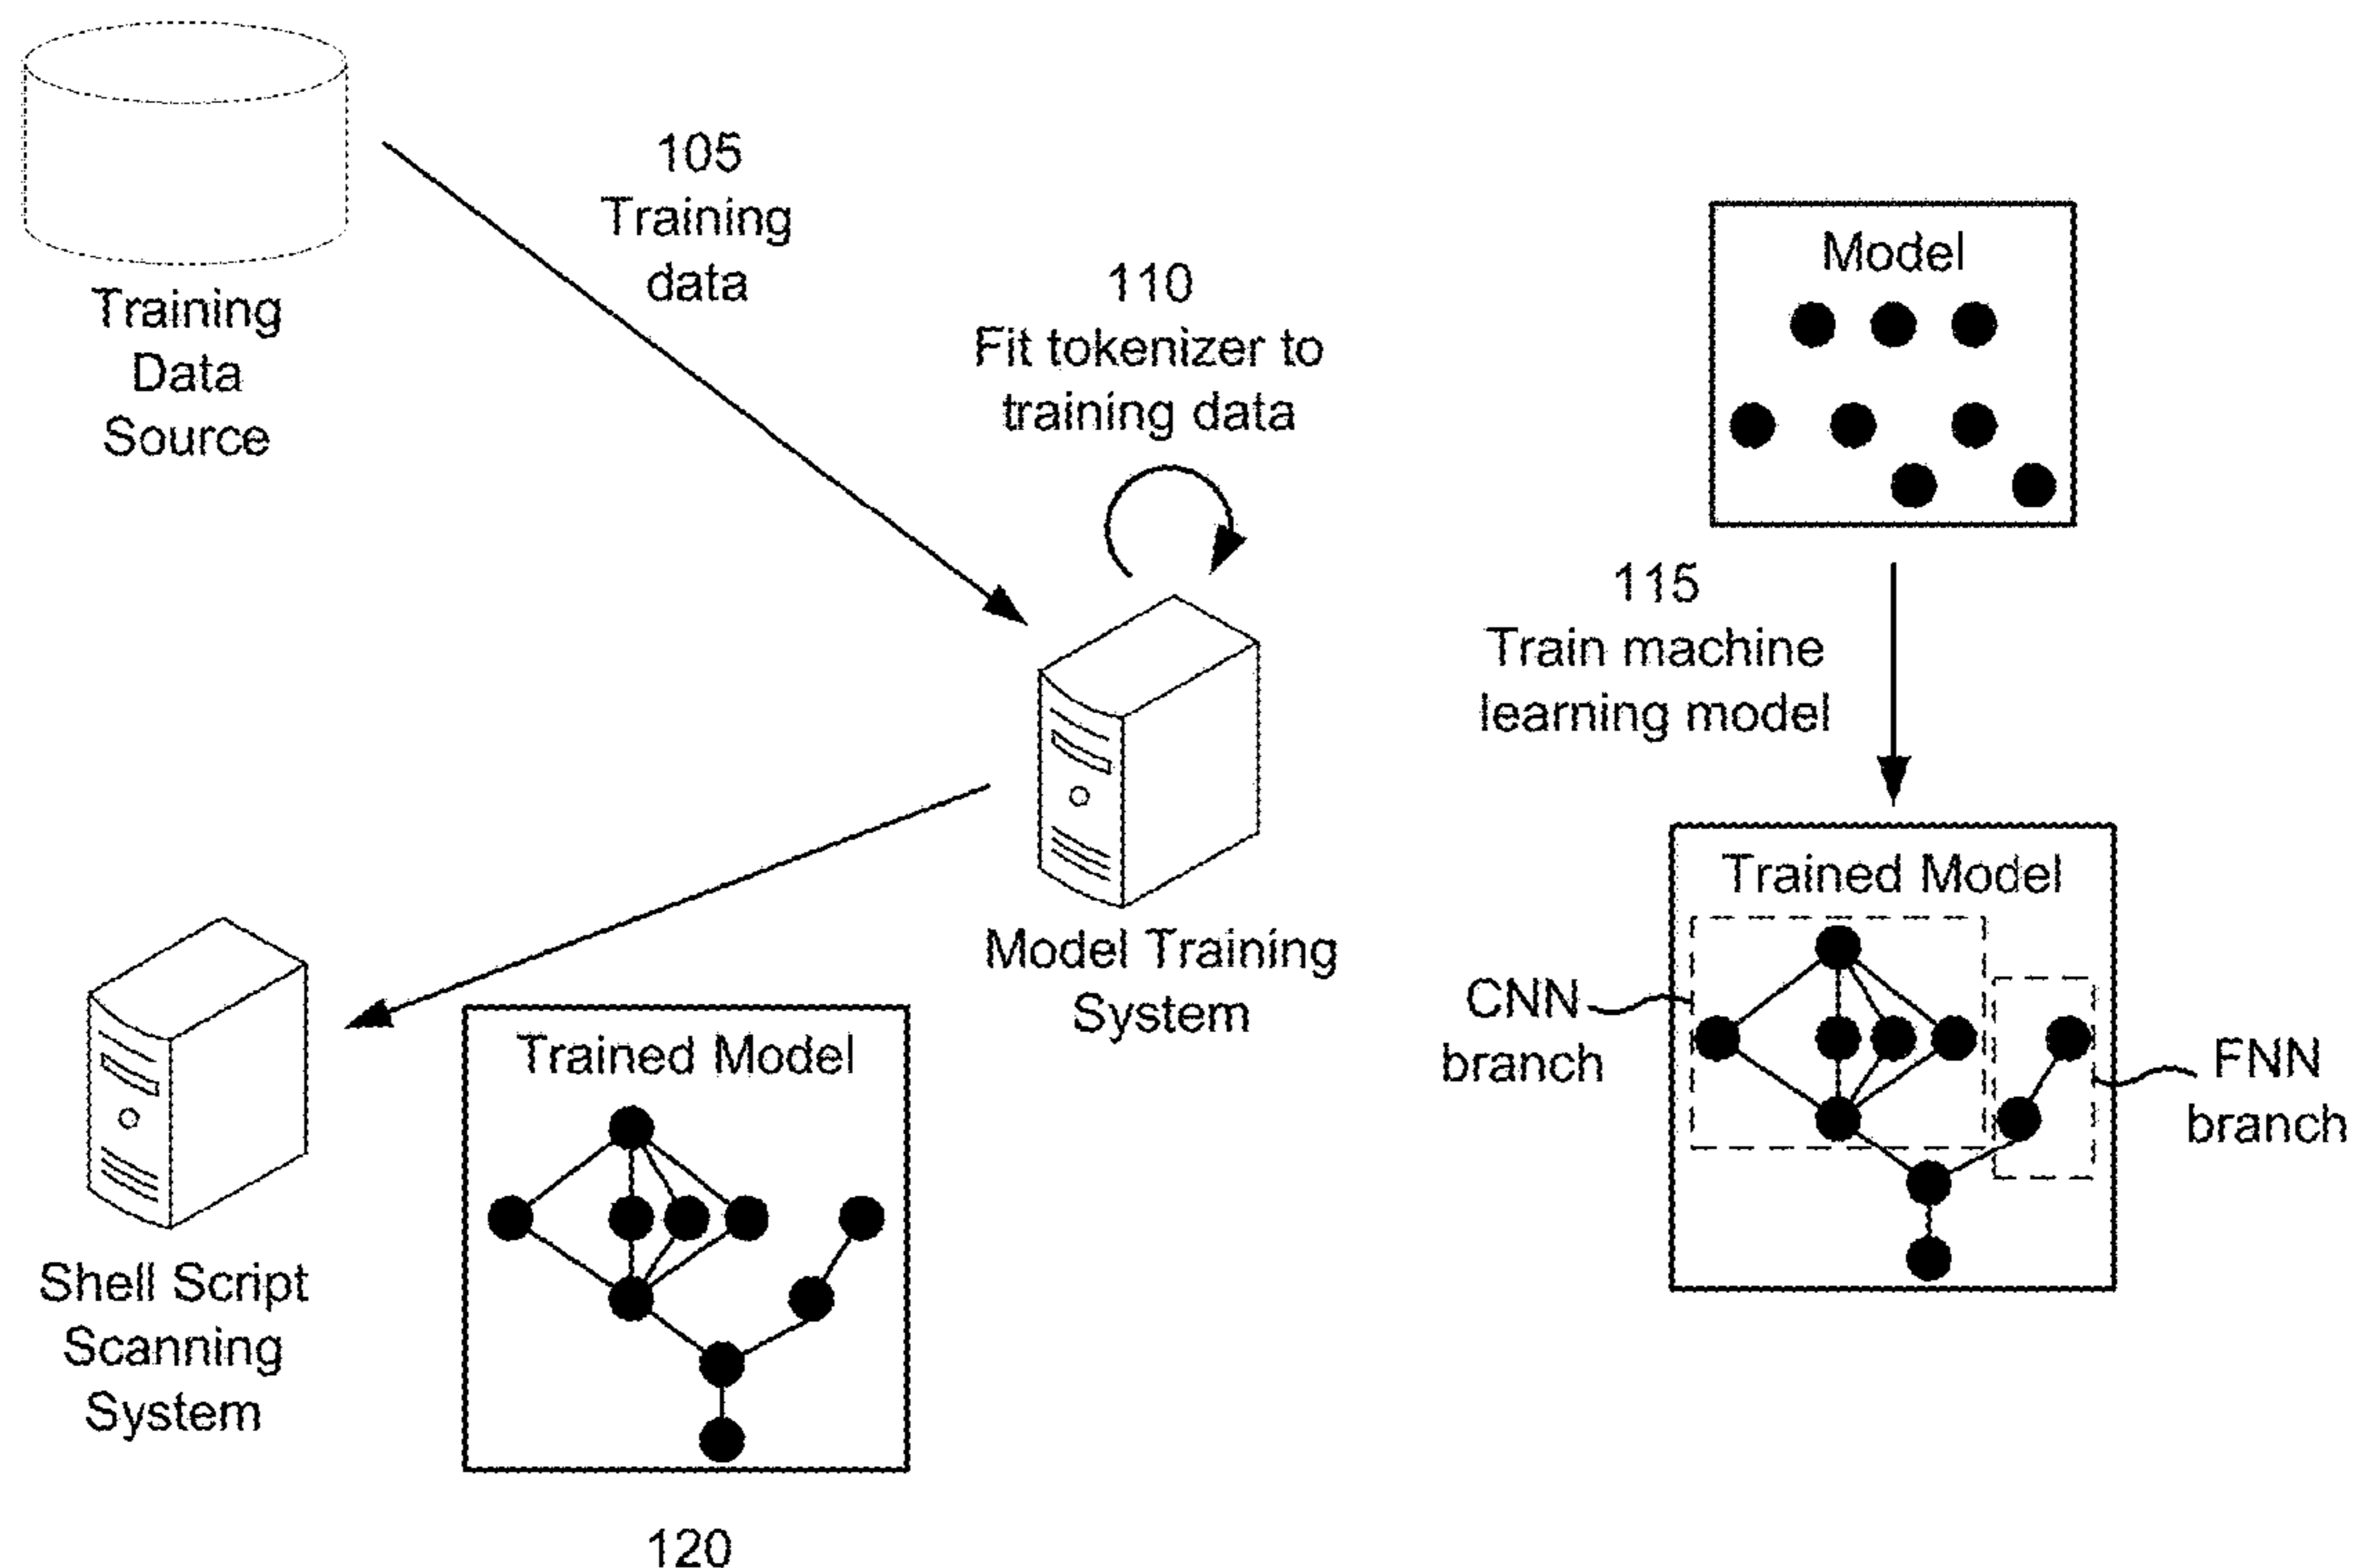 Training
Data
Source
105
Training
data
110
Fit tokenizer to
training data
Model
115
Train machine
learning model
Model Training
System
Trained Model
CNN
branch
FNN
branch
Shell Script
Scanning
System
Trained Model
120